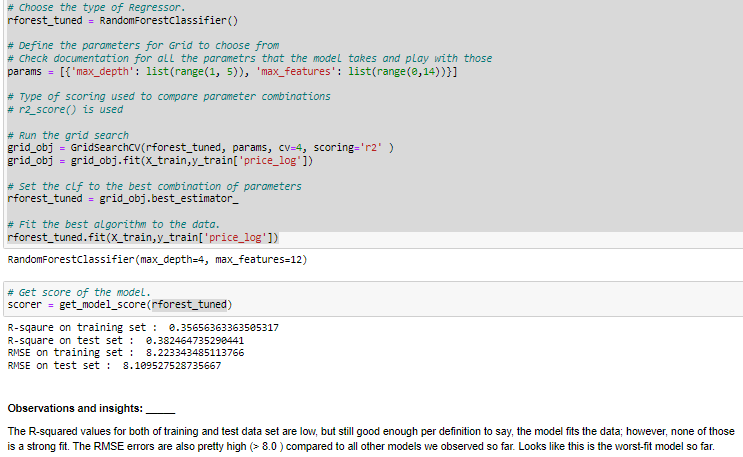 # Choose the type of Regressor.
rforest_tuned = RandomForestClassifier()
# Define the parameters for Grid to choose from
# Check documentation for all the parametrs that the model takes and play with those
params = [{'max_depth': list(range(1, 5)), 'max_features': list(range(0,14))}]
# Type of scoring used to compare parameter combinations
# r2_score() is used
# Run the grid search
grid_obj = GridSearchCV(rforest_tuned, params, cv=4, scoring='r2' )
grid_obj = grid_obj.fit(X_train,y_train['price_log'])
# Set the clf to the best combination of parameters
rforest_tuned = grid_obj.best_estimator_
# Fit the best algorithm to the data.
rforest_tuned.fit(X_train,y_train['price_log'])
RandomForestClassifier(max_depth=4, max_features=12)
# Get score of the model.
scorer = get_model_score(rforest_tuned)
R-sqaure on training set :  0.35656363363505317
R-square on test set :  0.382464735290441
RMSE on training set :  8.223343485113766
RMSE on test set :  8.109527528735667
Observations and insights: _____
The R-squared values for both of training and test data set are low, but still good enough per definition to say, the model fits the data; however, none of those
is a strong fit. The RMSE errors are also pretty high (> 8.0 ) compared to all other models we observed so far. Looks like this is the worst-fit model so far.